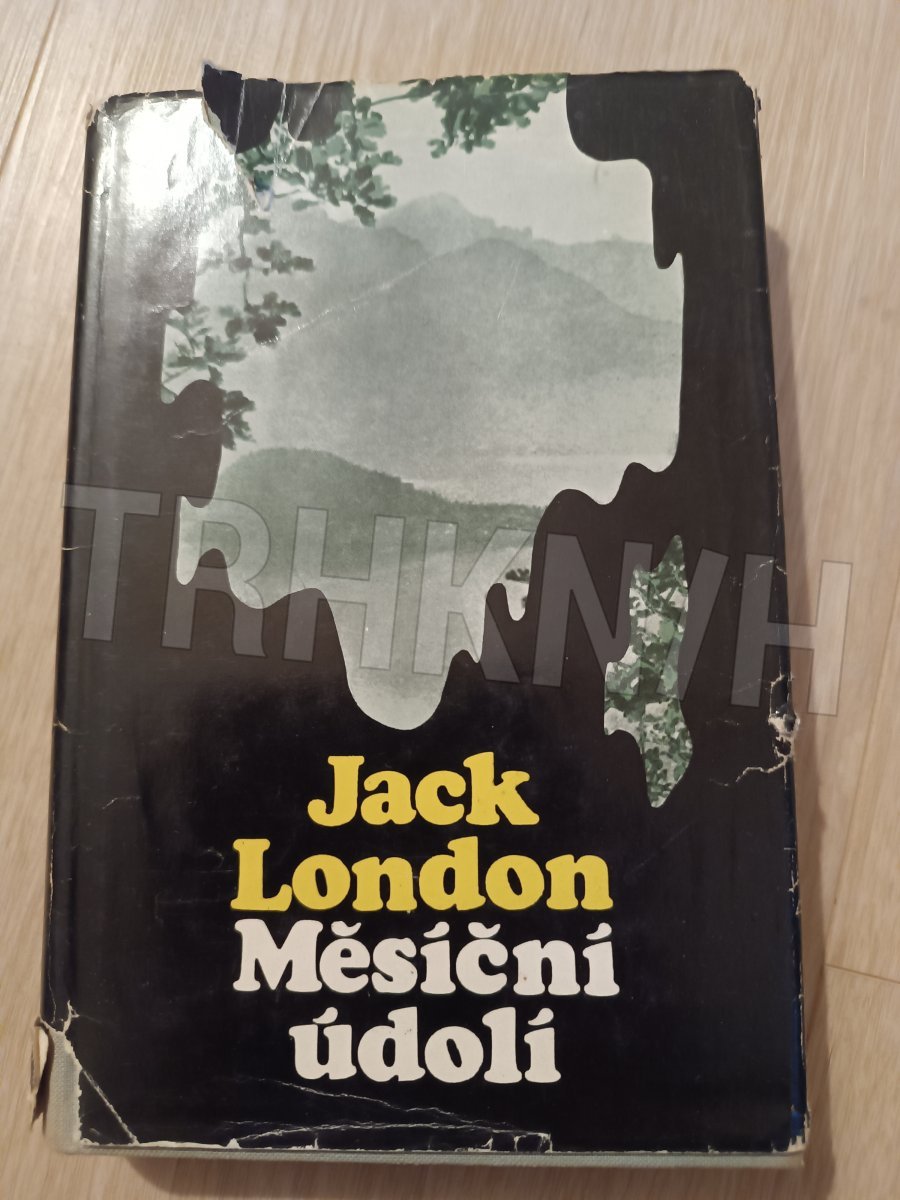 TRHKNIH
Jack
London
Měsíční
údolí